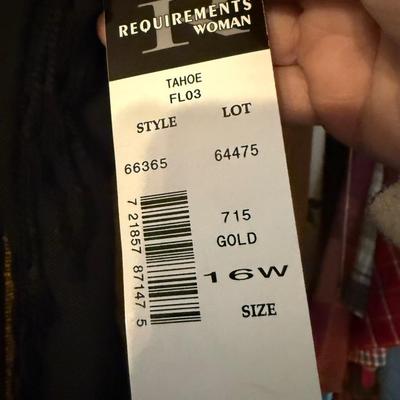 REQUIREMENTS
WOMAN
TAHOE
FL03
STYLE LOT
66365 64475
7 21857 87147 5
715
GOLD
16W
SIZE